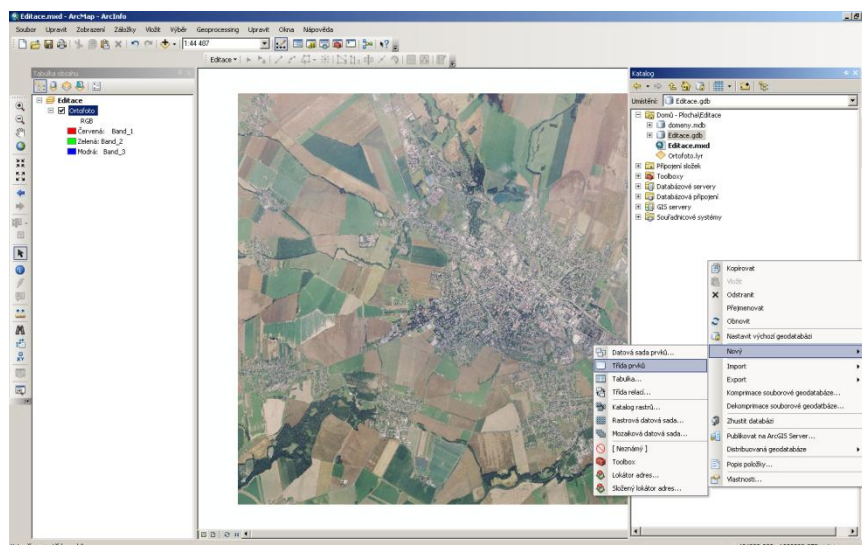 Editace.mxd - ArcMap - ArcInfo
Soubor Upravit Zobrazení Záložky Vložit Výběr Geoprocessing Upravit Okna Nápověda
1:44 487
Editace
Tabulka obsahu
Editace
Ortofoto
RGB
Červená: Band_1
Zelená: Band_2
Modrá: Band_3
Katalog
Umístění: Editace.gdb
Domů - Plocha\Editace
domeny.mdb
Editace.gdb
Editace.mxd
Ortofoto.lyr
Připojení složek
Toolboxy
Databázové servery
Databázová připojení
GIS servery
Souřadnicové systémy
Kopírovat
Vložit
Odstranit
Přejmenovat
Obnovit
Nastavit výchozí geodatabázi
Nový
Import
Export
Komprimace souborové geodatabáze...
Dekomprimace souborové geodatbáze...
Zhustit databázi
Publikovat na ArcGIS Server...
Distribuovaná geodatabáze
Popis položky...
Vlastnosti...
Datová sada prvků...
Třída prvků
Tabulka...
Třída relací...
Katalog rastrů...
Rastrová datová sada...
Mozaiková datová sada...
[ Neznámý ]
Toolbox
Lokátor adres...
Složený lokátor adres...